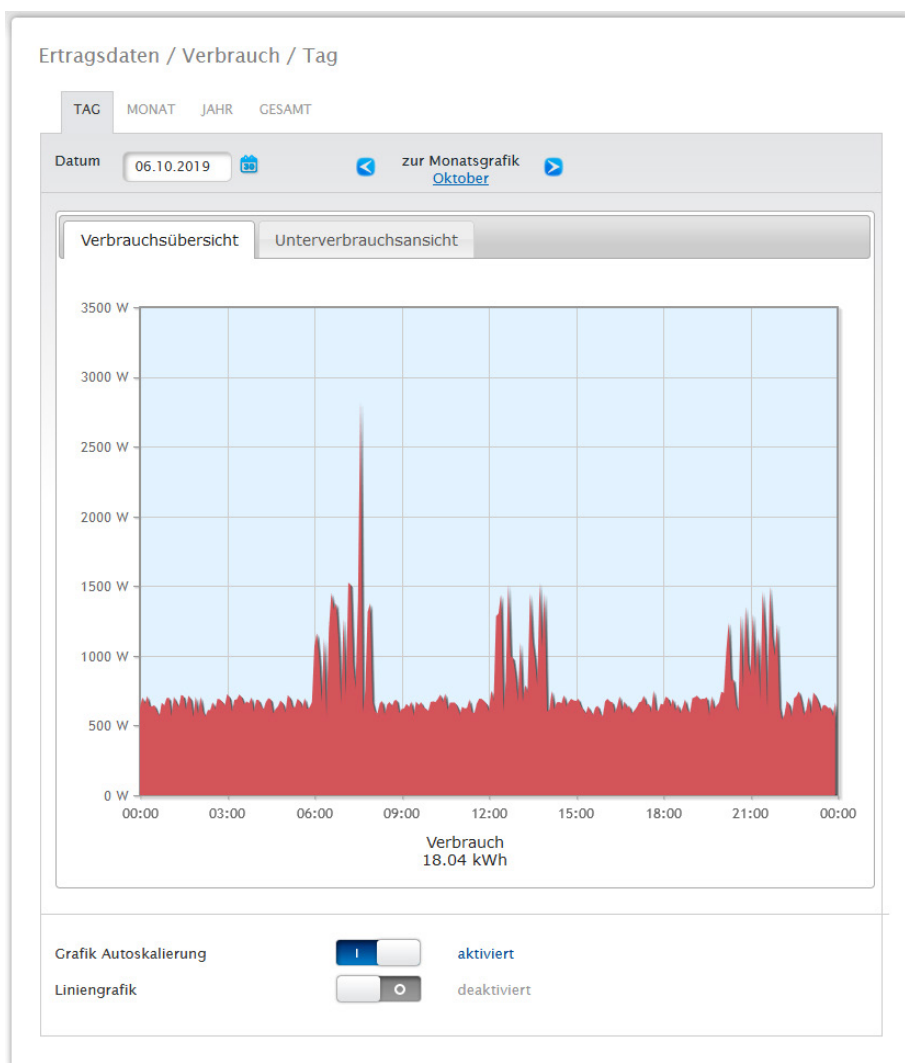 Ertragsdaten / Verbrauch / Tag
TAG MONAT JAHR GESAMT
Datum 06.10.2019 30 zur Monatsgrafik
Oktober
Verbrauchsübersicht Unterverbrauchsansicht
3500 W
3000 W
2500 W
2000 W
1500 W
1000 W
500 W
0 W
00:00 03:00 06:00 09:00 12:00 15:00 18:00 21:00 00:00
Verbrauch
18.04 kWh
Grafik Autoskalierung I aktiviert
Liniengrafik O deaktiviert